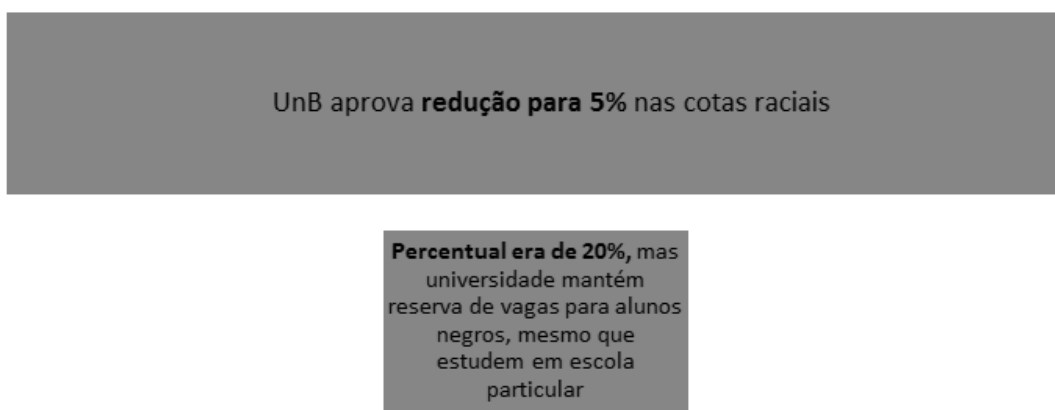 UnB aprova redução para 5% nas cotas raciais
Percentual era de 20%, mas
universidade mantém
reserva de vagas para alunos
negros, mesmo que
estudem em escola
particular